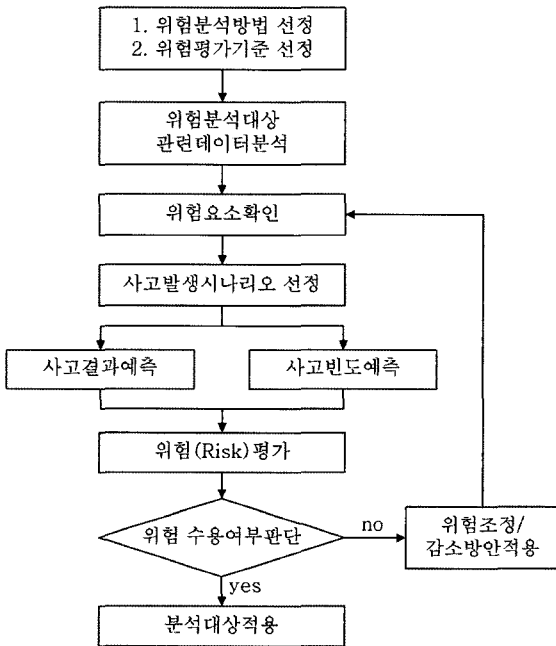 1. 위험분석방법 선정
2. 위험평가기준 선정
위험분석대상
관련데이터분석
위험요소확인
사고발생시나리오 선정
사고결과예측
사고빈도예측
위험(Risk)평가
위험 수용여부판단
no
위험조정/
감소방안적용
yes
분석대상적용